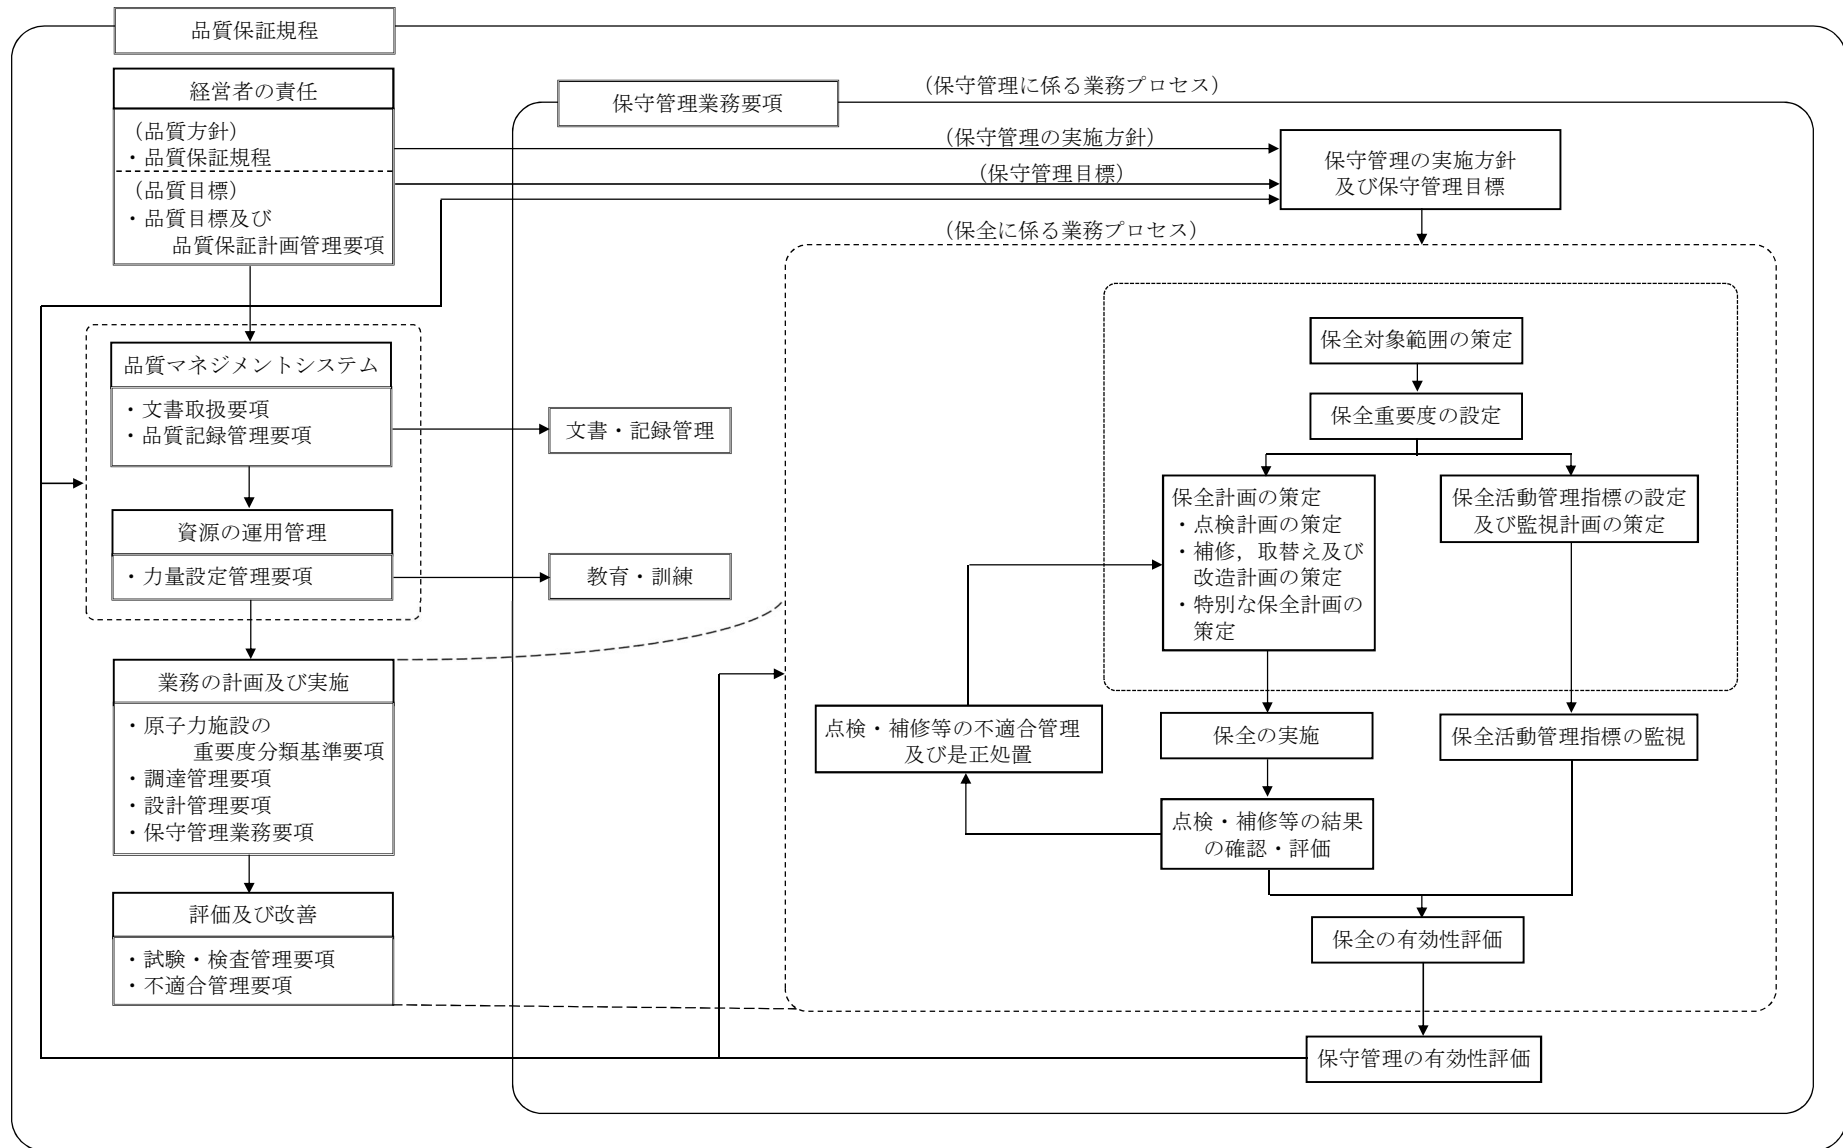 品質保証規程
経営者の責任
（品質方針）
・品質保証規程
（品質目標）
・品質目標及び
品質保証計画管理要項
品質マネジメントシステム
・文書取扱要項
・品質記録管理要項
資源の運用管理
・力量設定管理要項
業務の計画及び実施
・原子力施設の
重要度分類基準要項
・調達管理要項
・設計管理要項
・保守管理業務要項
評価及び改善
・試験・検査管理要項
・不適合管理要項
保守管理業務要項
（保守管理に係る業務プロセス）
（保守管理の実施方針）
（保守管理目標）
保守管理の実施方針
及び保守管理目標
（保全に係る業務プロセス）
文書・記録管理
教育・訓練
保全対象範囲の策定
保全重要度の設定
保全計画の策定
・点検計画の策定
・補修，取替え及び
改造計画の策定
・特別な保全計画の
策定
保全活動管理指標の設定
及び監視計画の策定
点検・補修等の不適合管理
及び是正処置
保全の実施
保全活動管理指標の監視
点検・補修等の結果
の確認・評価
保全の有効性評価
保守管理の有効性評価